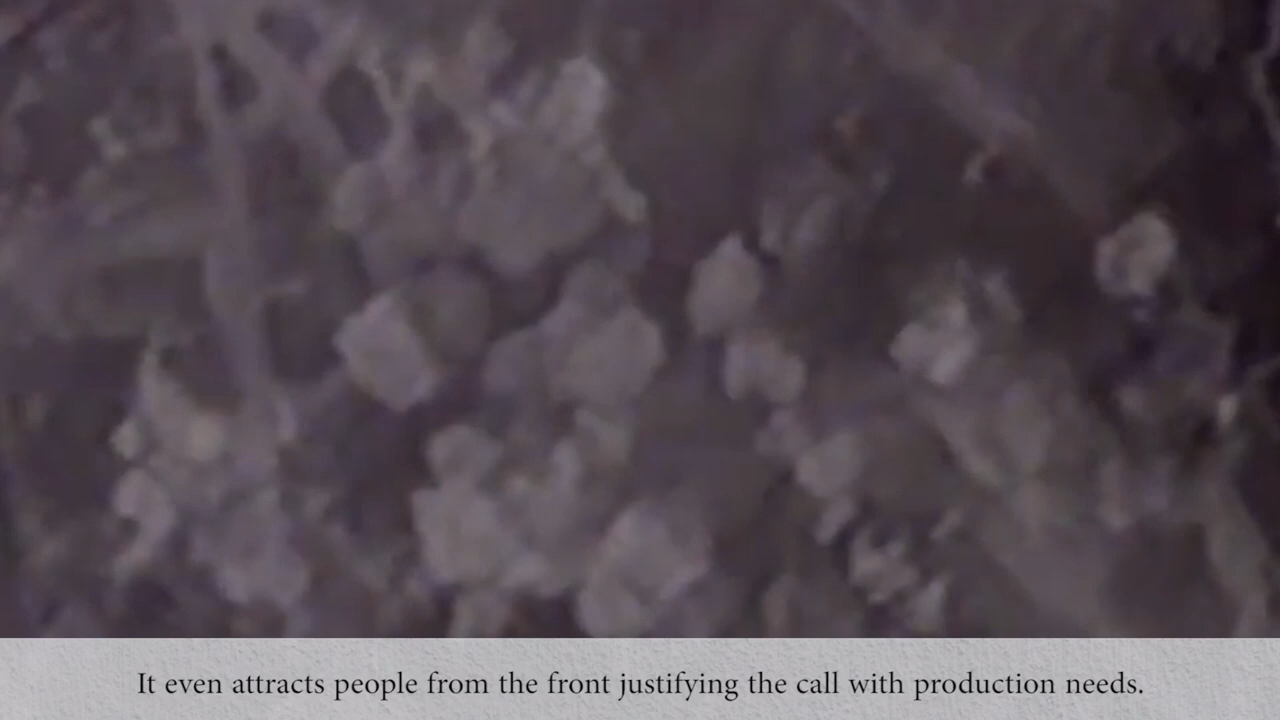 It even attracts people from the front justifying the call with production needs.